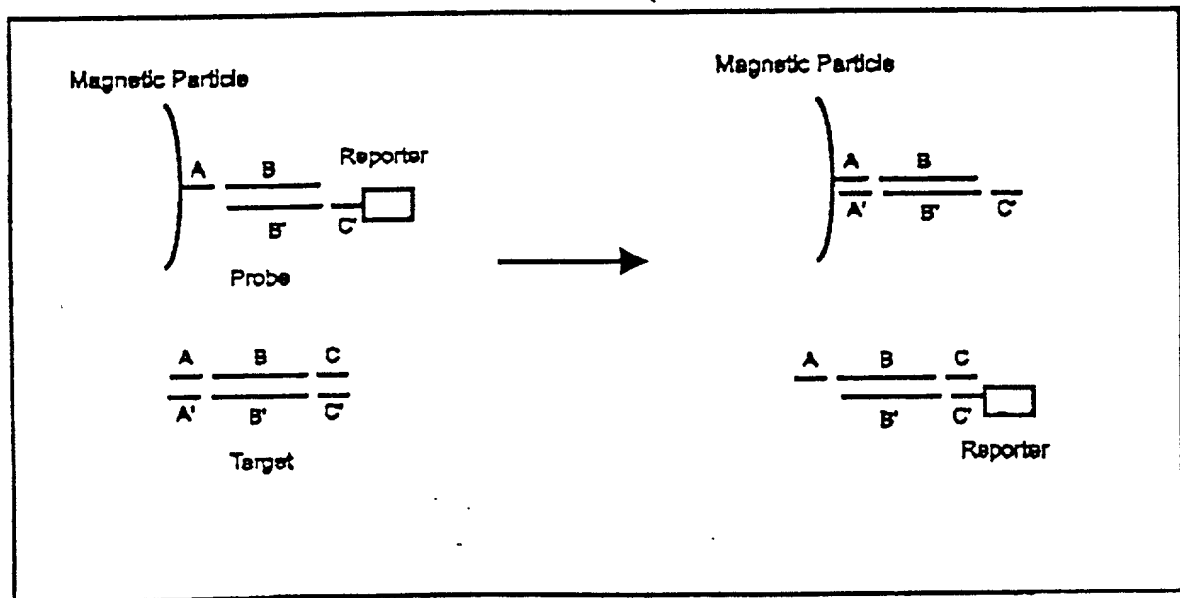 Magnetic Particle
A B Reporter
B' C'
Probe
A B C
A' B' C'
Target
Magnetic Particle
A B
A' B' C'
A B C
B' C'
Reporter